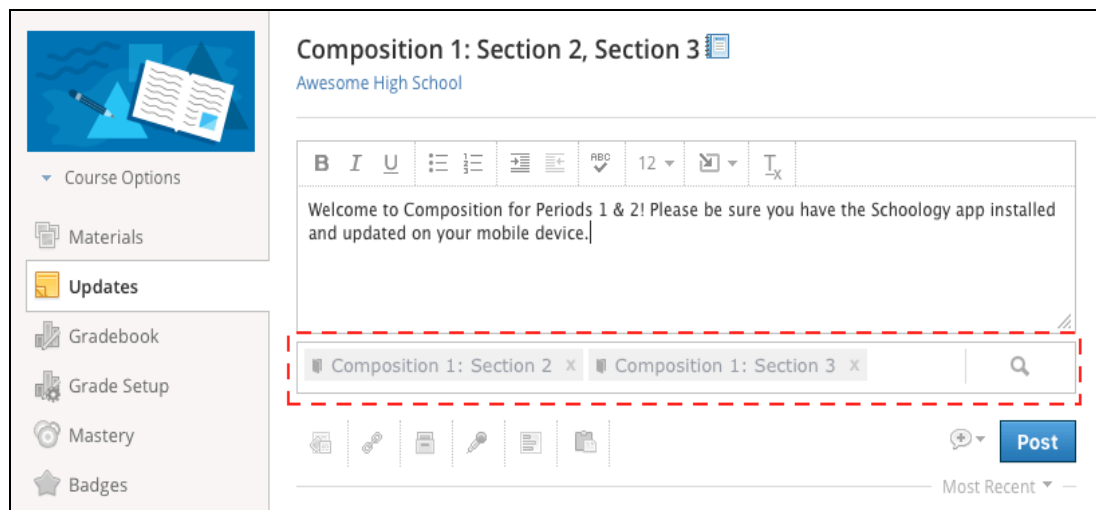 Composition 1: Section 2, Section 3
Awesome High School
Course Options
Materials
Updates
Gradebook
Grade Setup
Mastery
Badges
B I U ABC 12 Tx
Welcome to Composition for Periods 1 & 2! Please be sure you have the Schoology app installed
and updated on your mobile device.
Composition 1: Section 2 x Composition 1: Section 3 x
Post
Most Recent